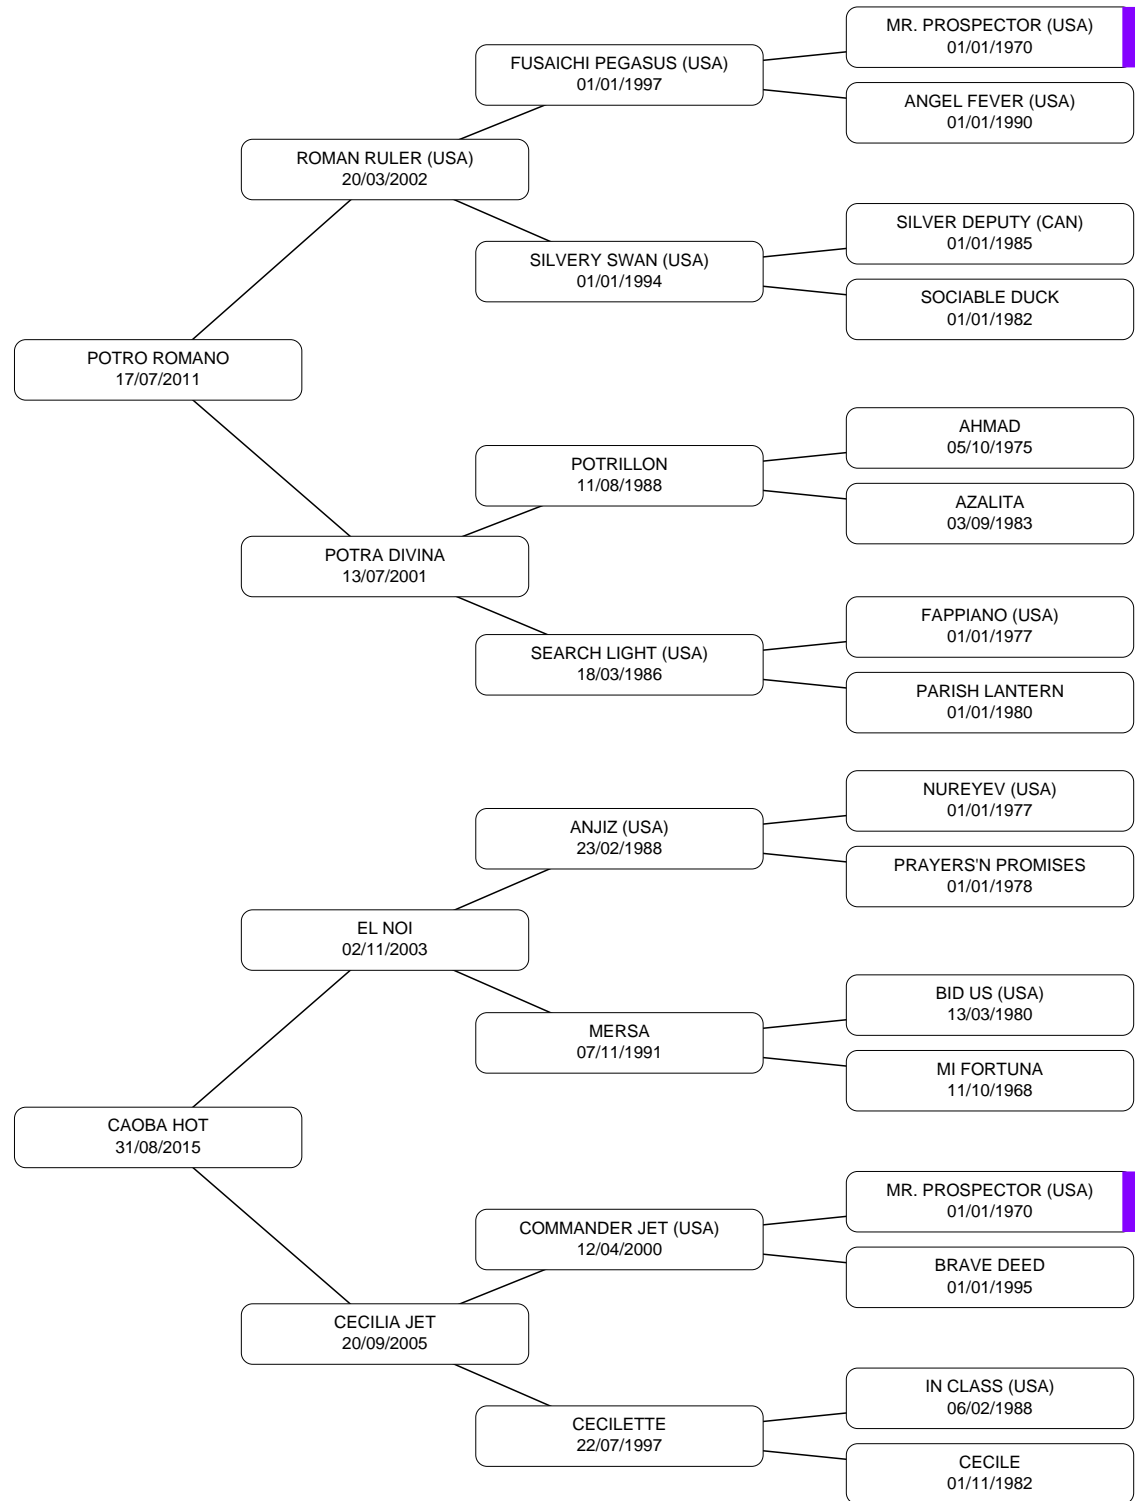 MR. PROSPECTOR (USA)
01/01/1970
FUSAICHI PEGASUS (USA)
01/01/1997
ANGEL FEVER (USA)
01/01/1990
ROMAN RULER (USA)
20/03/2002
SILVER DEPUTY (CAN)
01/01/1985
SILVERY SWAN (USA)
01/01/1994
SOCIABLE DUCK
01/01/1982
POTRO ROMANO
17/07/2011
AHMAD
05/10/1975
POTRILLON
11/08/1988
AZALITA
03/09/1983
POTRA DIVINA
13/07/2001
FAPPIANO (USA)
01/01/1977
SEARCH LIGHT (USA)
18/03/1986
PARISH LANTERN
01/01/1980
NUREYEV (USA)
01/01/1977
ANJIZ (USA)
23/02/1988
PRAYERS'N PROMISES
01/01/1978
EL NOI
02/11/2003
BID US (USA)
13/03/1980
MERSA
07/11/1991
MI FORTUNA
11/10/1968
CAOBA HOT
31/08/2015
MR. PROSPECTOR (USA)
01/01/1970
COMMANDER JET (USA)
12/04/2000
BRAVE DEED
01/01/1995
CECILIA JET
20/09/2005
IN CLASS (USA)
06/02/1988
CECILETTE
22/07/1997
CECILE
01/11/1982